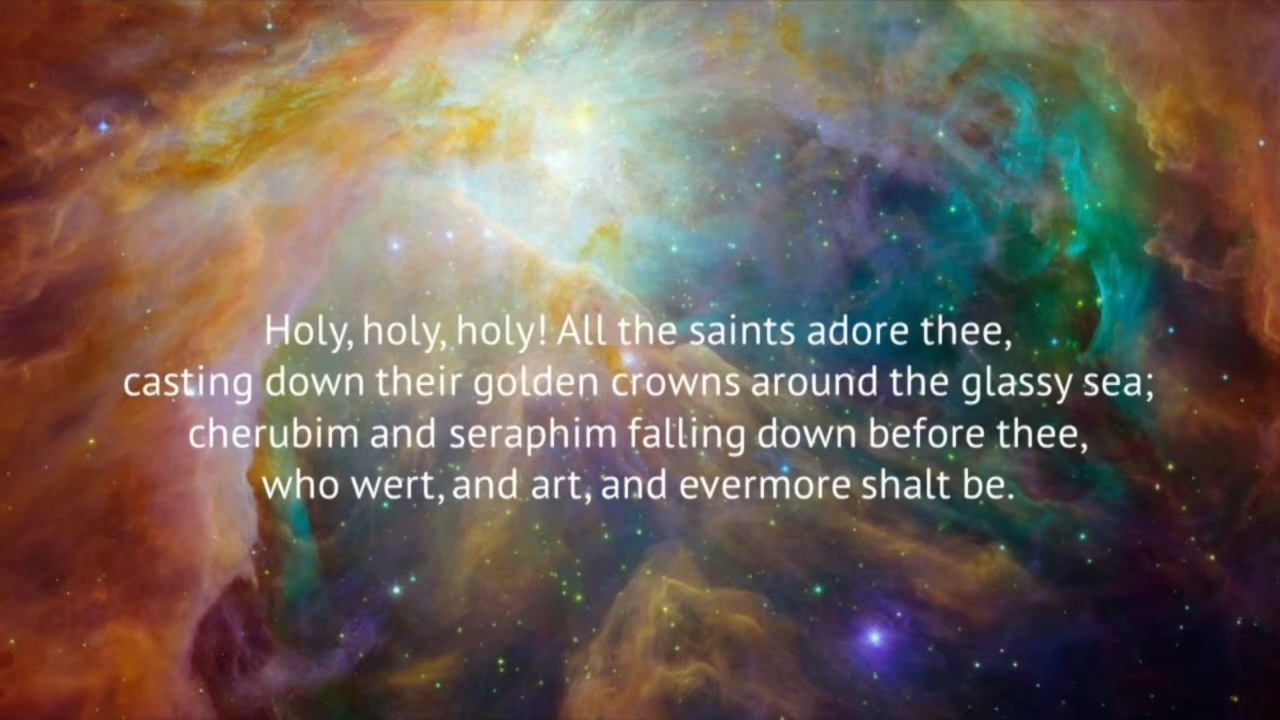 Holy, holy, holy! All the saints adore thee,
casting down their golden crowns around the glassy sea;
cherubim and seraphim falling down before thee,
who wert, and art, and evermore shalt be.